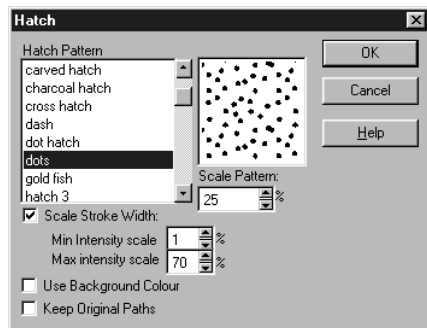 Hatch
Hatch Pattern
carved hatch
charcoal hatch
cross hatch
dash
dot hatch
dots
gold fish
hatch 3
OK
Cancel
Help
Scale Pattern:
25 %
Scale Stroke Width:
Min Intensity scale 1 %
Max intensity scale 70 %
Use Background Colour
Keep Original Paths